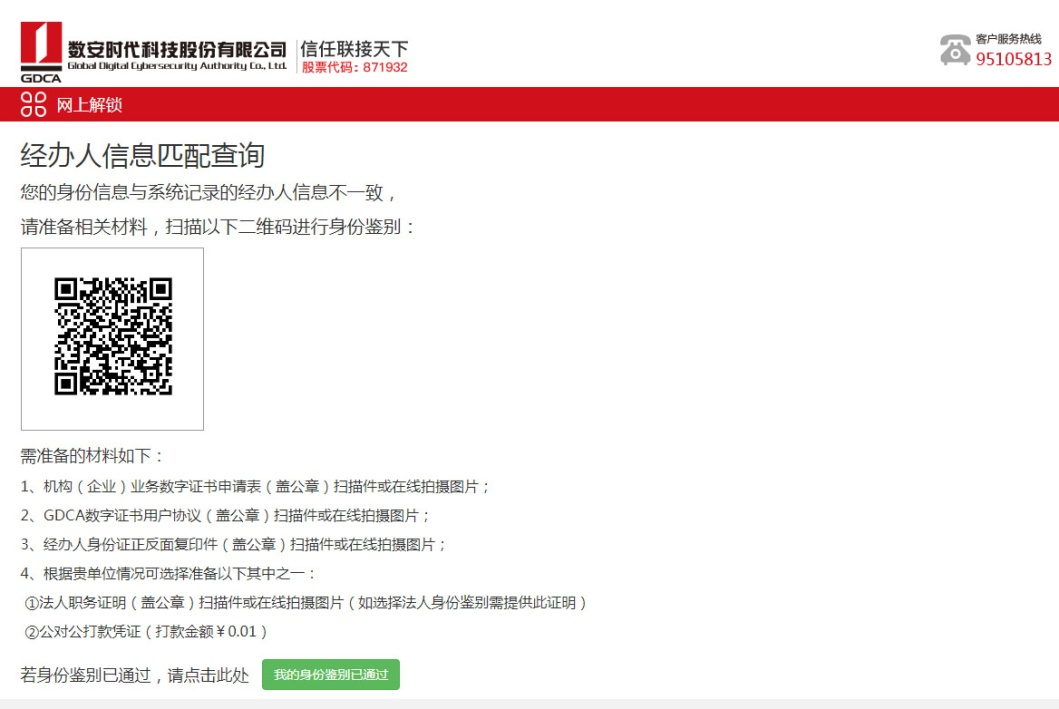 数安时代科技股份有限公司
Global Digital Cybersecurity Authority Co., Ltd.
GDCA
信任联接天下
股票代码：871932
客户服务热线
95105813
网上解锁
经办人信息匹配查询
您的身份信息与系统记录的经办人信息不一致，
请准备相关材料，扫描以下二维码进行身份鉴别：
需准备的材料如下：
1、机构（企业）业务数字证书申请表（盖公章）扫描件或在线拍摄图片；
2、GDCA数字证书用户协议（盖公章）扫描件或在线拍摄图片；
3、经办人身份证正反面复印件（盖公章）扫描件或在线拍摄图片；
4、根据贵单位情况可选择准备以下其中之一：
①法人职务证明（盖公章）扫描件或在线拍摄图片（如选择法人身份鉴别需提供此证明）
②公对公打款凭证（打款金额￥0.01）
若身份鉴别已通过，请点击此处 我的身份鉴别已通过